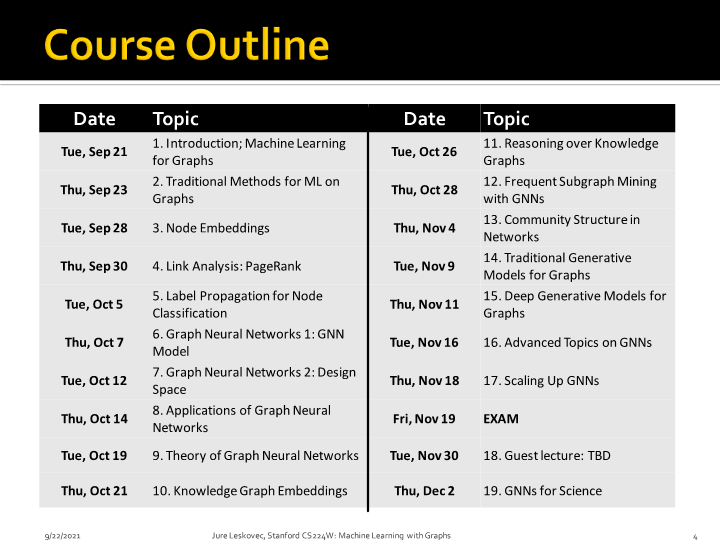 Course Outline
Date Topic
Tue, Sep 21 1. Introduction; Machine Learning
for Graphs
Thu, Sep 23 2. Traditional Methods for ML on
Graphs
Tue, Sep 28 3. Node Embeddings
Thu, Sep 30 4. Link Analysis: PageRank
Tue, Oct 5 5. Label Propagation for Node
Classification
Thu, Oct 7 6. Graph Neural Networks 1: GNN
Model
Tue, Oct 12 7. Graph Neural Networks 2: Design
Space
Thu, Oct 14 8. Applications of Graph Neural
Networks
Tue, Oct 19 9. Theory of Graph Neural Networks
Thu, Oct 21 10. Knowledge Graph Embeddings
Date Topic
Tue, Oct 26 11. Reasoning over Knowledge
Graphs
Thu, Oct 28 12. Frequent Subgraph Mining
with GNNs
Thu, Nov 4 13. Community Structure in
Networks
Tue, Nov 9 14. Traditional Generative
Models for Graphs
Thu, Nov 11 15. Deep Generative Models for
Graphs
Tue, Nov 16 16. Advanced Topics on GNNs
Thu, Nov 18 17. Scaling Up GNNs
Fri, Nov 19 EXAM
Tue, Nov 30 18. Guest lecture: TBD
Thu, Dec 2 19. GNNs for Science
9/22/2021 Jure Leskovec, Stanford CS224W: Machine Learning with Graphs 4